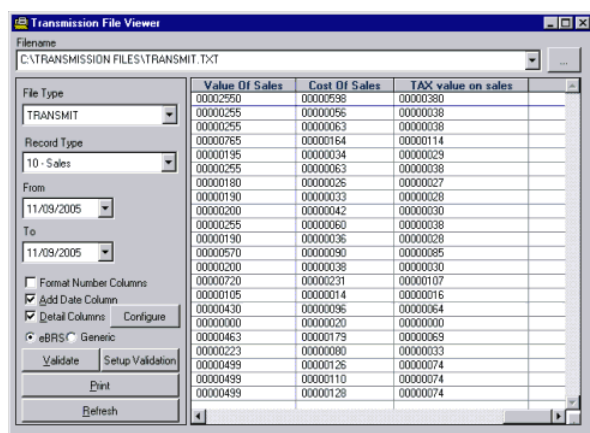 Transmission File Viewer
Filename
C:\TRANSMISSION FILES\TRANSMIT.TXT
...
File Type
TRANSMIT
Record Type
10 - Sales
From
11/09/2005
To
11/09/2005
Format Number Columns
Add Date Column
Detail Columns Configure
eBRS Generic
Validate Setup Validation
Print
Refresh
Value Of Sales Cost Of Sales TAX value on sales
00002550 00000598 00000380
00000255 00000056 00000038
00000255 00000063 00000038
00000765 00000164 00000114
00000195 00000034 00000029
00000255 00000063 00000038
00000180 00000026 00000027
00000190 00000033 00000028
00000200 00000042 00000030
00000255 00000060 00000038
00000190 00000036 00000028
00000570 00000090 00000085
00000200 00000038 00000030
00000720 00000231 00000107
00000105 00000014 00000016
00000430 00000096 00000064
00000000 00000020 00000000
00000463 00000179 00000069
00000223 00000080 00000033
00000499 00000126 00000074
00000499 00000110 00000074
00000499 00000128 00000074